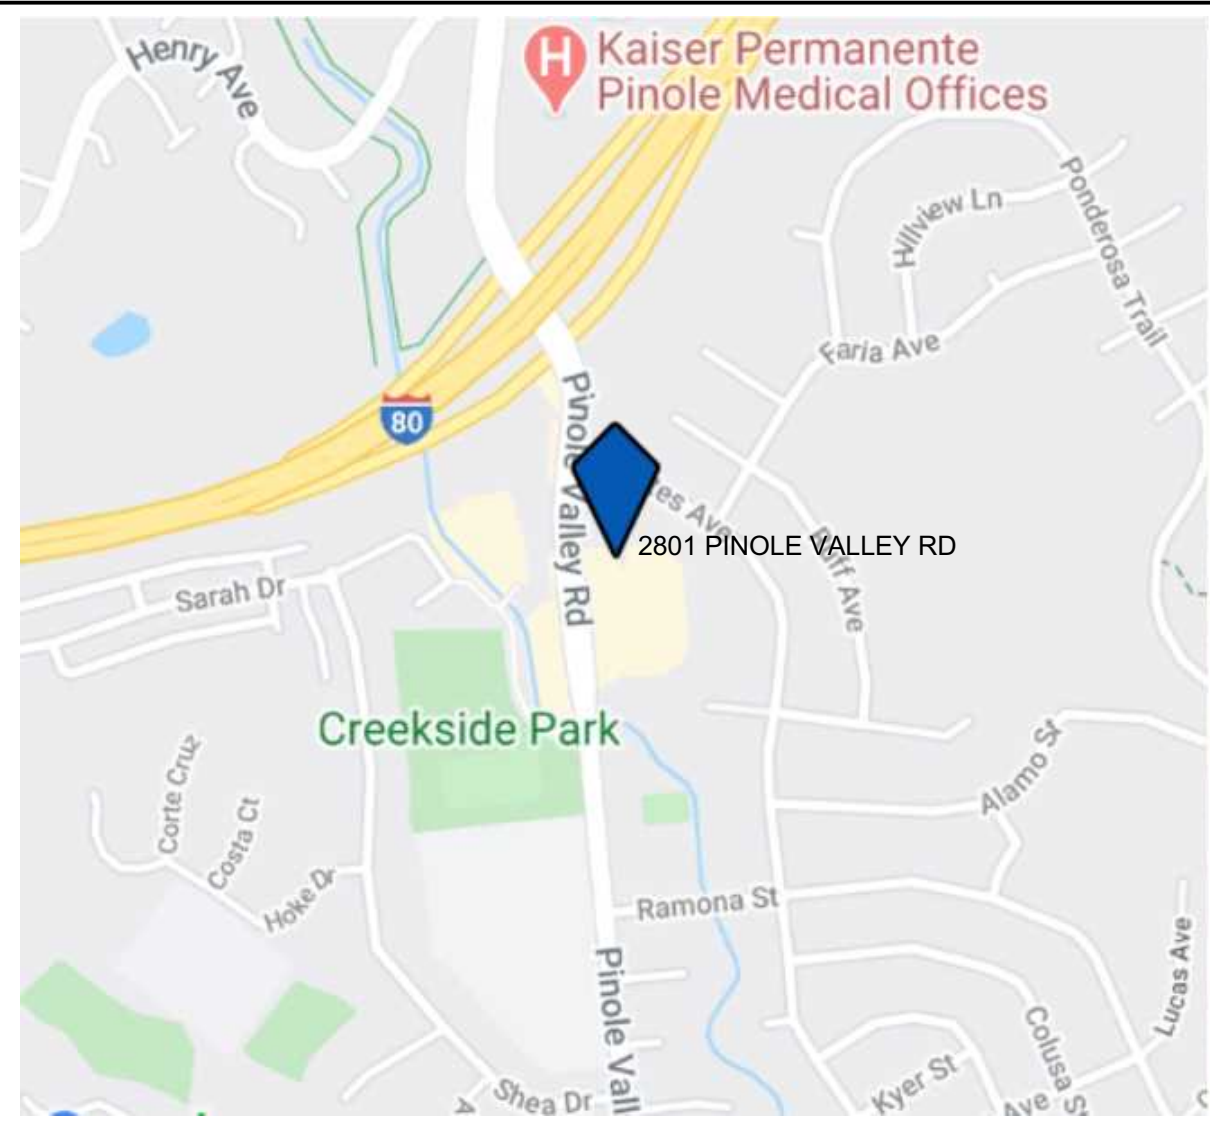 Kaiser Permanente
Pinole Medical Offices
H
Henry Ave
Hillview Ln
Ponderosa Trail
Faria Ave
80
Pinole Valley Rd
2801 PINOLE VALLEY RD
Sarah Dr
Creekside Park
Alamo St
Corte Cruz
Costa Ct
Hoke Dr
Ramona St
Pinole Vall
Lucas Ave
Colusa S
Kyer St
Shea Dr
Ave
A